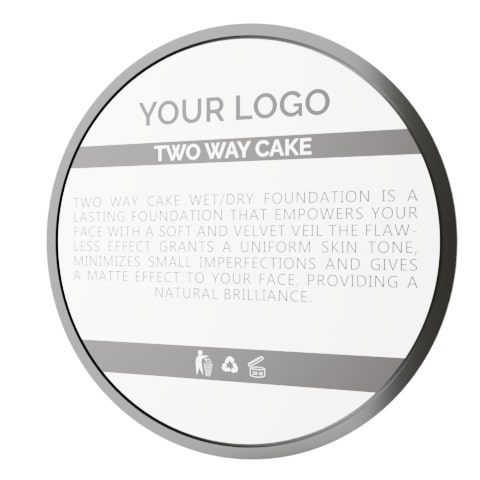 YOUR LOGO
TWO WAY CAKE
TWO WAY CAKE WET/DRY FOUNDATION IS A
LASTING FOUNDATION THAT EMPOWERS YOUR
FACE WITH A SOFT AND VELVET VEIL THE FLAW-
LESS EFFECT GRANTS A UNIFORM SKIN TONE,
MINIMIZES SMALL IMPERFECTIONS AND GIVES
A MATTE EFFECT TO YOUR FACE, PROVIDING A
NATURAL BRILLIANCE.